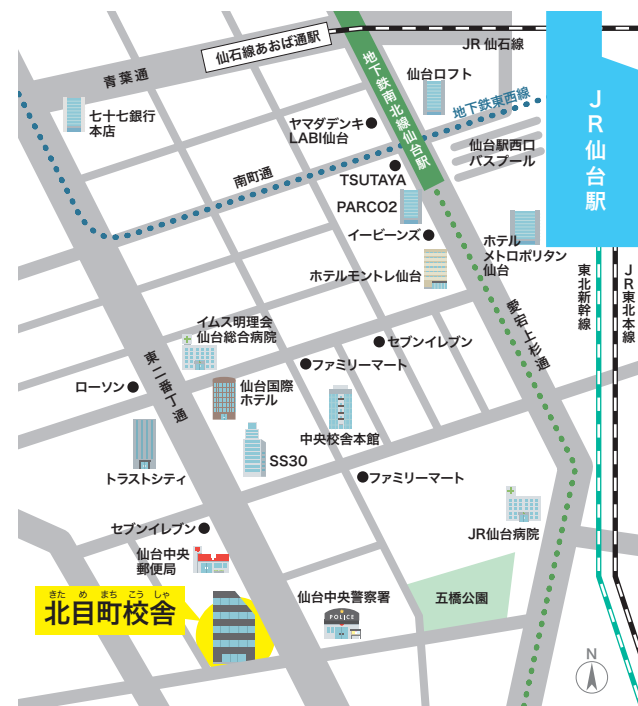 仙石線あおば通駅
JR 仙石線
青葉通
地下鉄南北線仙台駅
仙台ロフト
JR仙台駅
七十七銀行
本店
ヤマダデンキ
LABI仙台
地下鉄東西線
仙台駅西口
バスプール
南町通
TSUTAYA
PARCO2
イービーンズ
ホテル
メトロポリタン
仙台
ホテルモントレ仙台
東北新幹線
JR東北本線
愛宕上杉通
イムス明理会
仙台総合病院
セブンイレブン
東二番丁通
ファミリーマート
ローソン
仙台国際
ホテル
中央校舎本館
SS30
トラストシティ
ファミリーマート
セブンイレブン
JR仙台病院
仙台中央
郵便局
きた め まち こう しゃ
北目町校舎
仙台中央警察署
POLICE
五橋公園
N